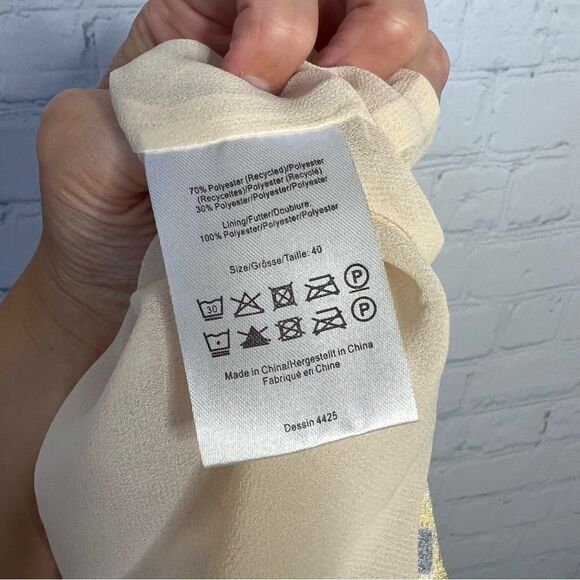 70% Polyester (Recycled)/Polyester
(Recyceltes)/Polyester (Recyclé)
30% Polyester/Polyester/Polyester
Lining/Futter/Doublure:
100% Polyester/Polyester/Polyester
Size/Grösse/Taille: 40
30 P
P
Made in China/Hergestellt in China
Fabriqué en Chine
Dessin 4425